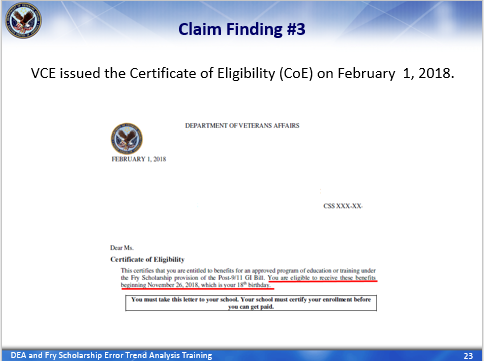 Claim Finding #3
VCE issued the Certificate of Eligibility (CoE) on February 1, 2018.
DEPARTMENT OF VETERANS AFFAIRS
FEBRUARY 1, 2018
CSS XXX-XX-
Dear Ms.
Certificate of Eligibility
This certifies that you are entitled to benefits for an approved program of education or training under
the Fry Scholarship provision of the Post-9/11 GI Bill. You are eligible to receive these benefits
beginning November 26, 2018, which is your 18th birthday.
You must take this letter to your school. Your school must certify your enrollment before
you can get paid.
DEA and Fry Scholarship Error Trend Analysis Training
23